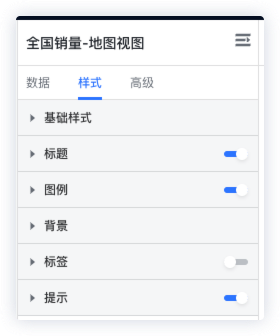 全国销量-地图视图
数据 样式 高级
基础样式
标题
图例
背景
标签
提示